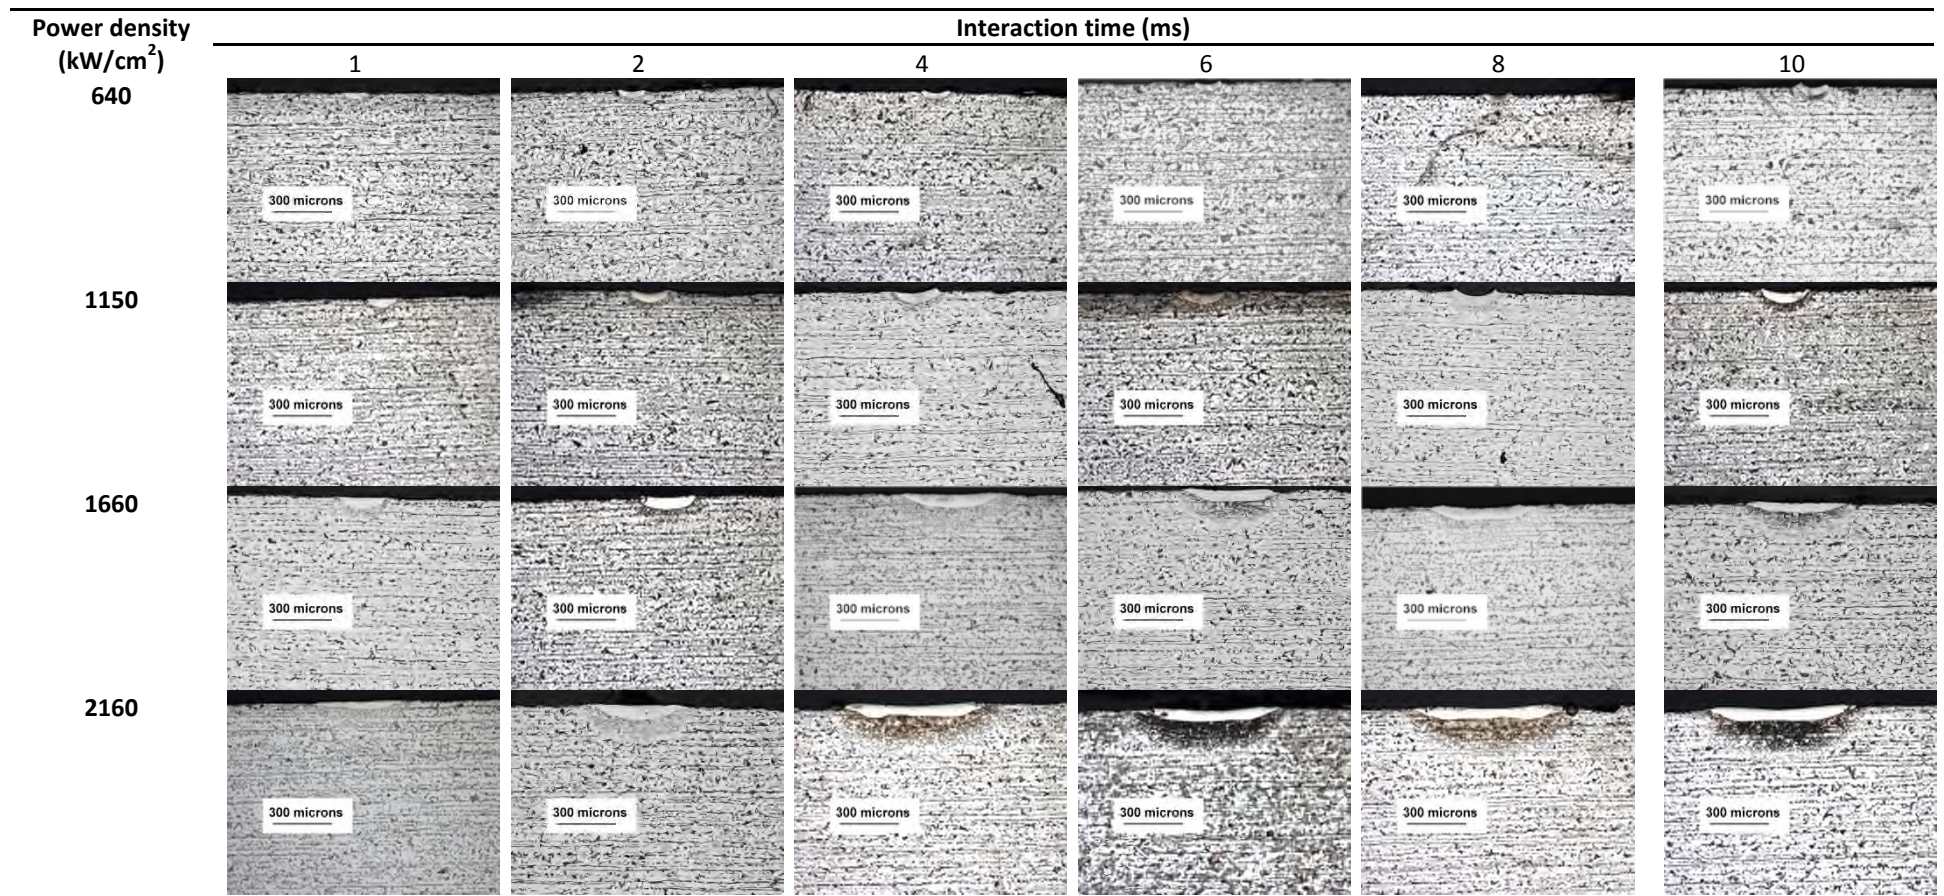 Power density
(kW/cm²)
Interaction time (ms)
1 2 4 6 8 10
640
300 microns 300 microns 300 microns 300 microns 300 microns 300 microns
1150
300 microns 300 microns 300 microns 300 microns 300 microns 300 microns
1660
300 microns 300 microns 300 microns 300 microns 300 microns 300 microns
2160
300 microns 300 microns 300 microns 300 microns 300 microns 300 microns